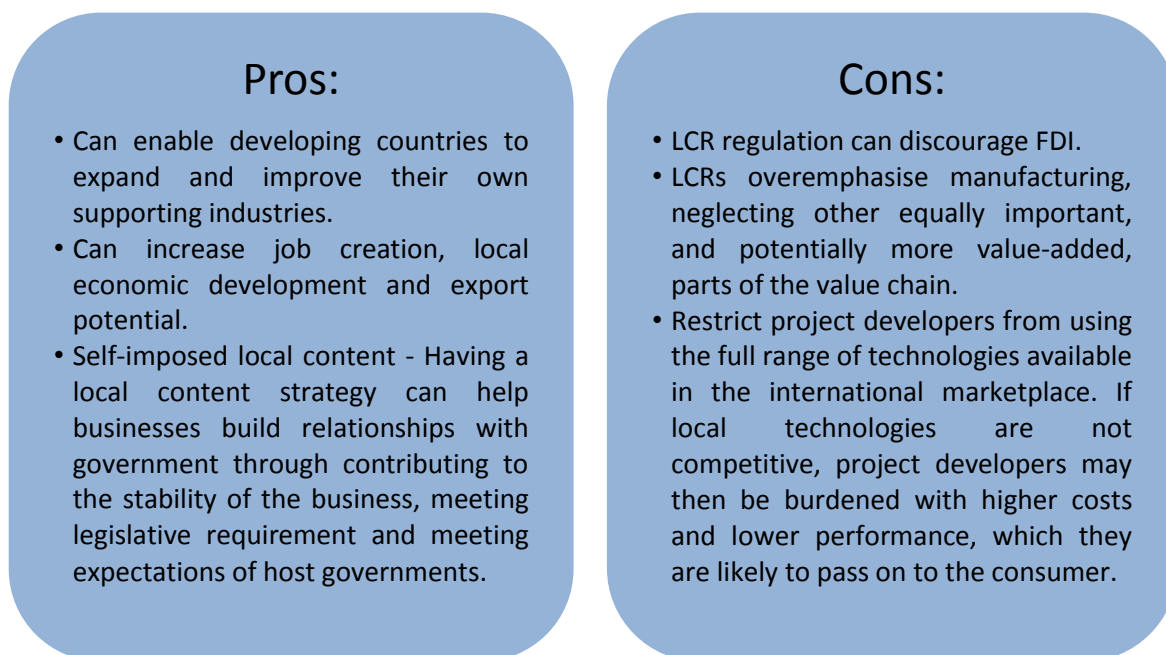 Pros:
• Can enable developing countries to
expand and improve their own
supporting industries.
• Can increase job creation, local
economic development and export
potential.
• Self-imposed local content - Having a
local content strategy can help
businesses build relationships with
government through contributing to
the stability of the business, meeting
legislative requirement and meeting
expectations of host governments.
Cons:
• LCR regulation can discourage FDI.
• LCRs overemphasise manufacturing,
neglecting other equally important,
and potentially more value-added,
parts of the value chain.
• Restrict project developers from using
the full range of technologies available
in the international marketplace. If
local technologies are not
competitive, project developers may
then be burdened with higher costs
and lower performance, which they
are likely to pass on to the consumer.